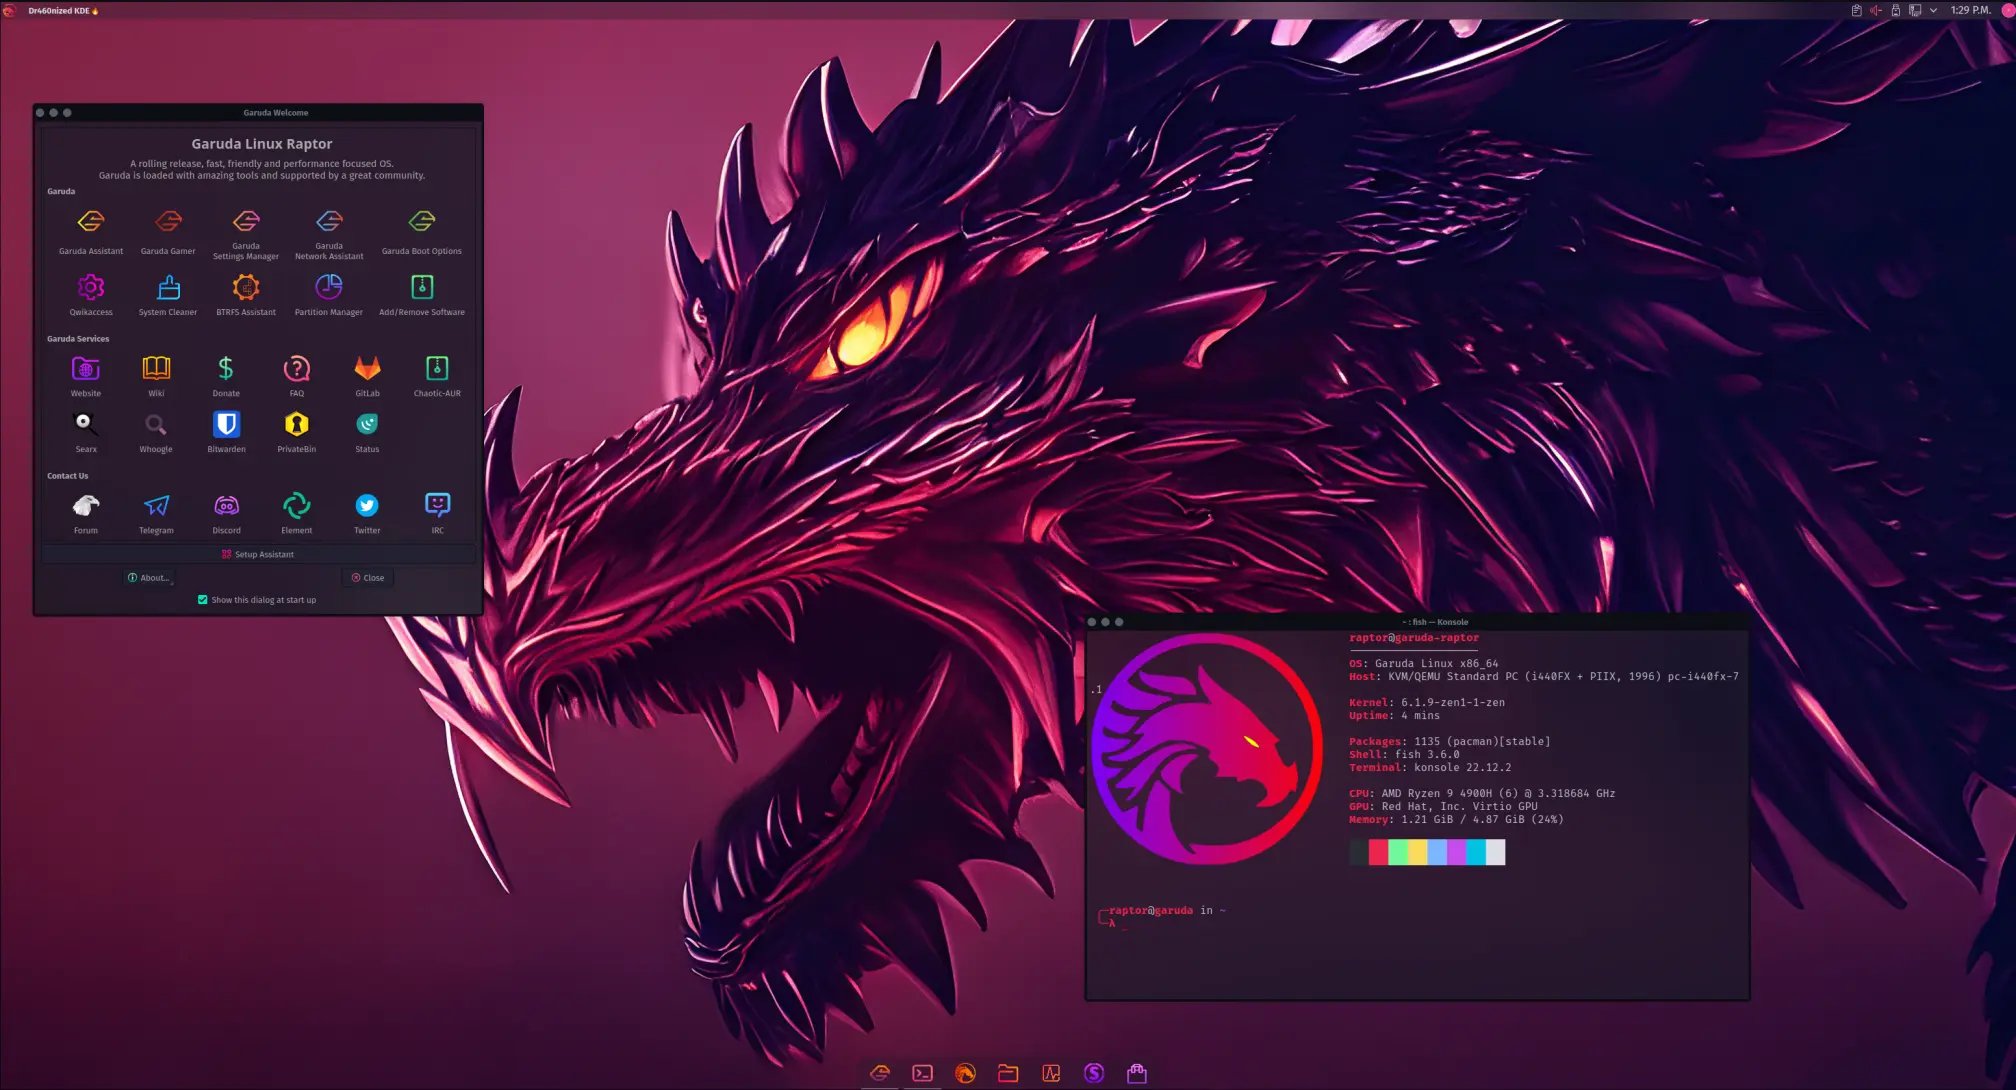 Dr460nized KDE🔥
1:29 P.M.
Garuda Welcome
Garuda Linux Raptor
A rolling release, fast, friendly and performance focused OS.
Garuda is loaded with amazing tools and supported by a great community.
Garuda
Garuda Assistant
Garuda Gamer
Garuda
Settings Manager
Garuda
Network Assistant
Garuda Boot Options
Qwikaccess
System Cleaner
BTRFS Assistant
Partition Manager
Add/Remove Software
Garuda Services
Website
Wiki
Donate
FAQ
GitLab
Chaotic-AUR
Searx
Whoogle
Bitwarden
PrivateBin
Status
Contact Us
Forum
Telegram
Discord
Element
Twitter
IRC
Setup Assistant
About...
Close
Show this dialog at start up
~ : fish — Konsole
raptor@garuda-raptor
OS: Garuda Linux x86_64
Host: KVM/QEMU Standard PC (i440FX + PIIX, 1996) pc-i440fx-7
.1
Kernel: 6.1.9-zen1-1-zen
Uptime: 4 mins
Packages: 1135 (pacman)[stable]
Shell: fish 3.6.0
Terminal: konsole 22.12.2
CPU: AMD Ryzen 9 4900H (6) @ 3.318684 GHz
GPU: Red Hat, Inc. Virtio GPU
Memory: 1.21 GiB / 4.87 GiB (24%)
raptor@garuda in ~
λ _